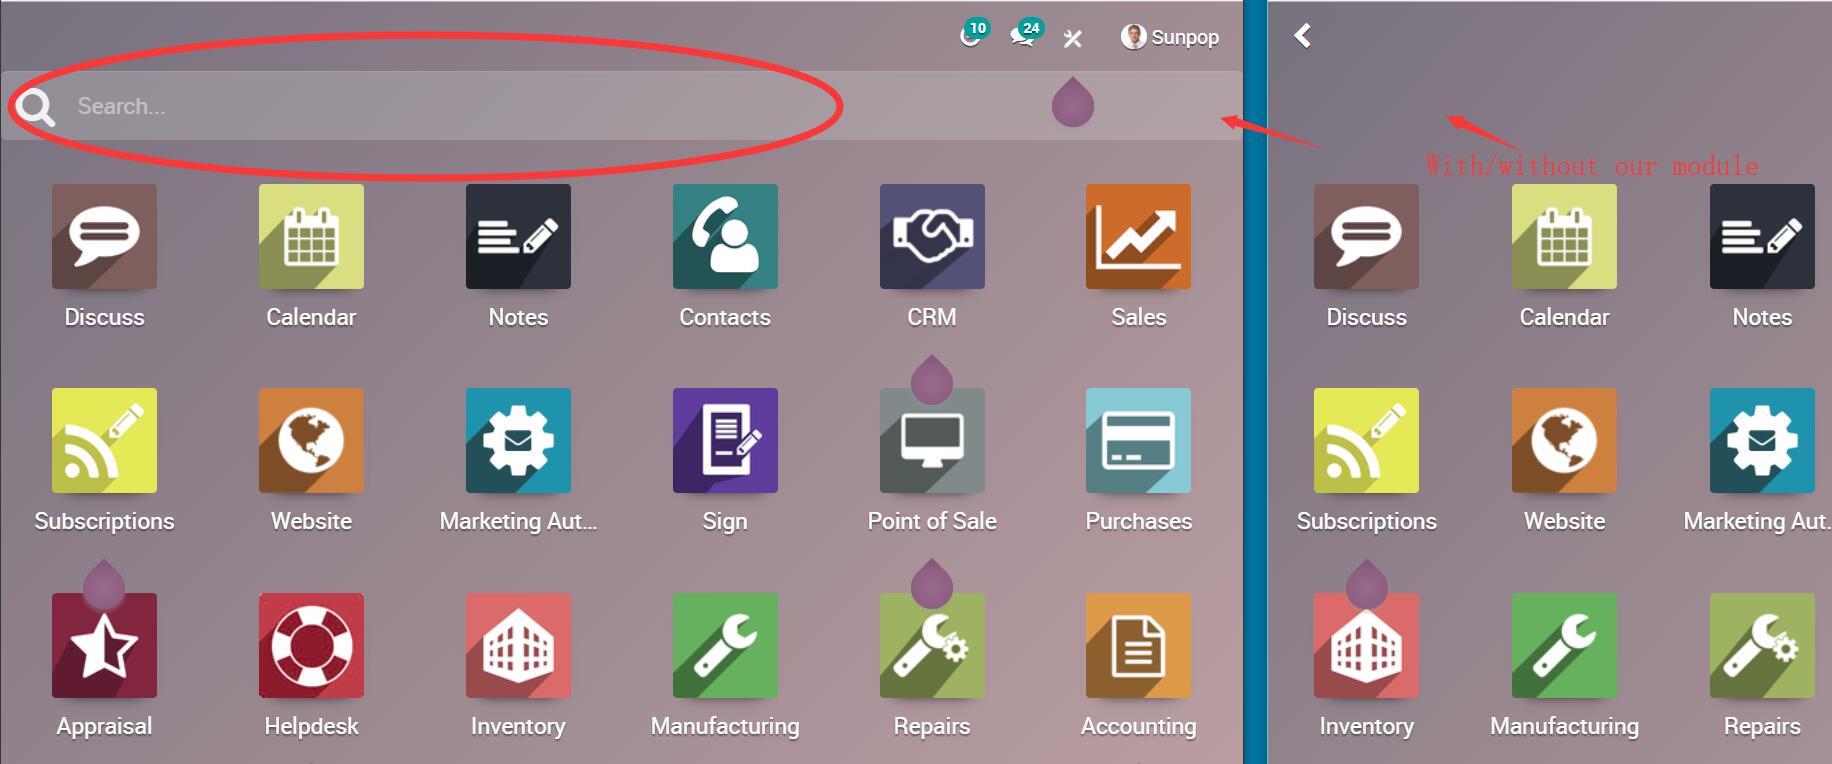 10 24 Sunpop
Search...
With/without our module
Discuss Calendar Notes Contacts CRM Sales
Subscriptions Website Marketing Aut... Sign Point of Sale Purchases
Appraisal Helpdesk Inventory Manufacturing Repairs Accounting
Discuss Calendar Notes
Subscriptions Website Marketing Aut.
Inventory Manufacturing Repairs